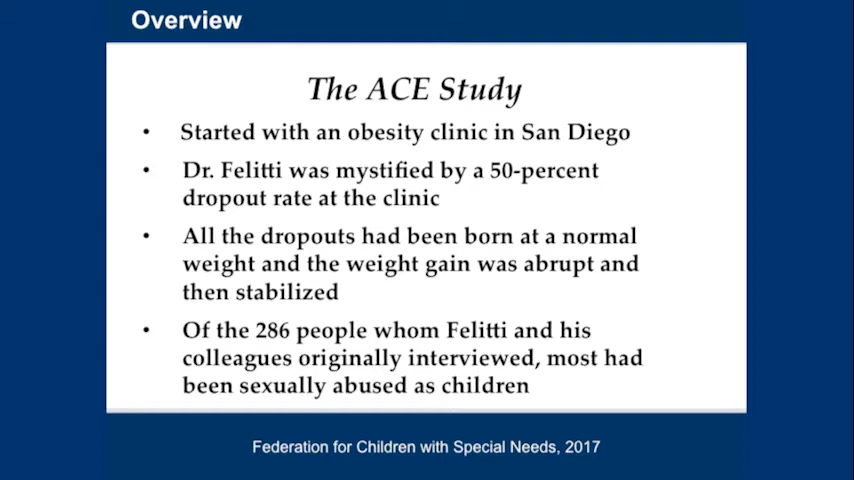 Overview
The ACE Study
• Started with an obesity clinic in San Diego
• Dr. Felitti was mystified by a 50-percent
dropout rate at the clinic
• All the dropouts had been born at a normal
weight and the weight gain was abrupt and
then stabilized
• Of the 286 people whom Felitti and his
colleagues originally interviewed, most had
been sexually abused as children
Federation for Children with Special Needs, 2017